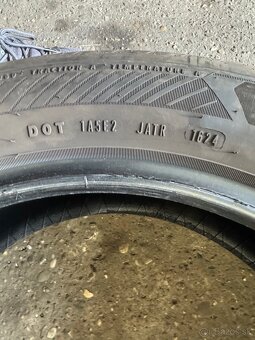 TRACTION A TEMPERATURE A
DOT 1A5E2 JATR 1624